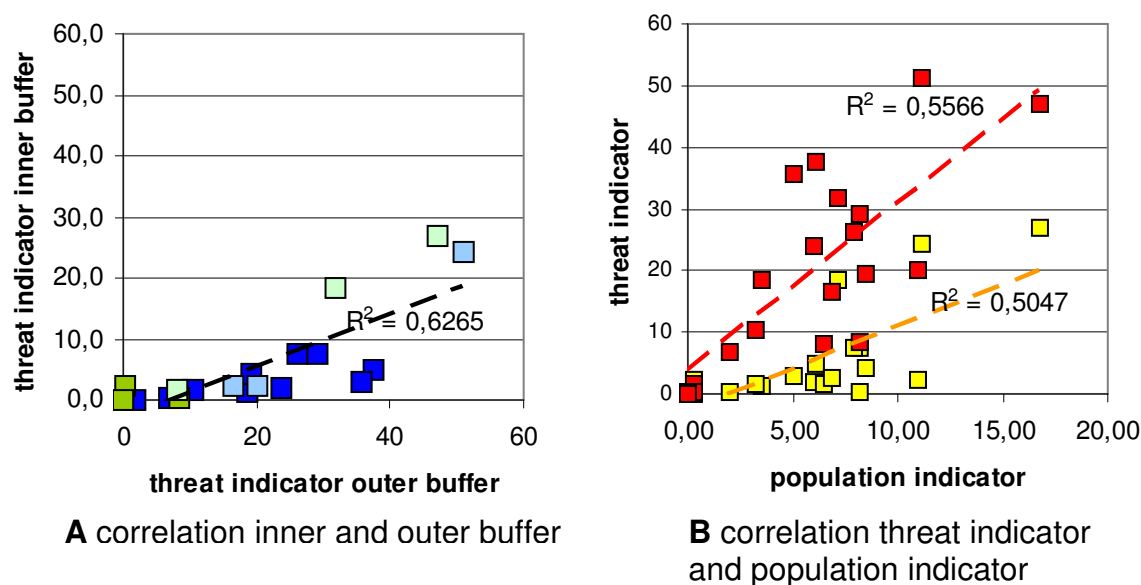 threat indicator inner buffer
60,0
50,0
40,0
30,0
20,0
10,0
0,0
R² = 0,6265
0 20 40 60
threat indicator outer buffer
A correlation inner and outer buffer
threat indicator
60
50
40
30
20
10
0
R² = 0,5566
R² = 0,5047
0,00 5,00 10,00 15,00 20,00
population indicator
B correlation threat indicator
and population indicator